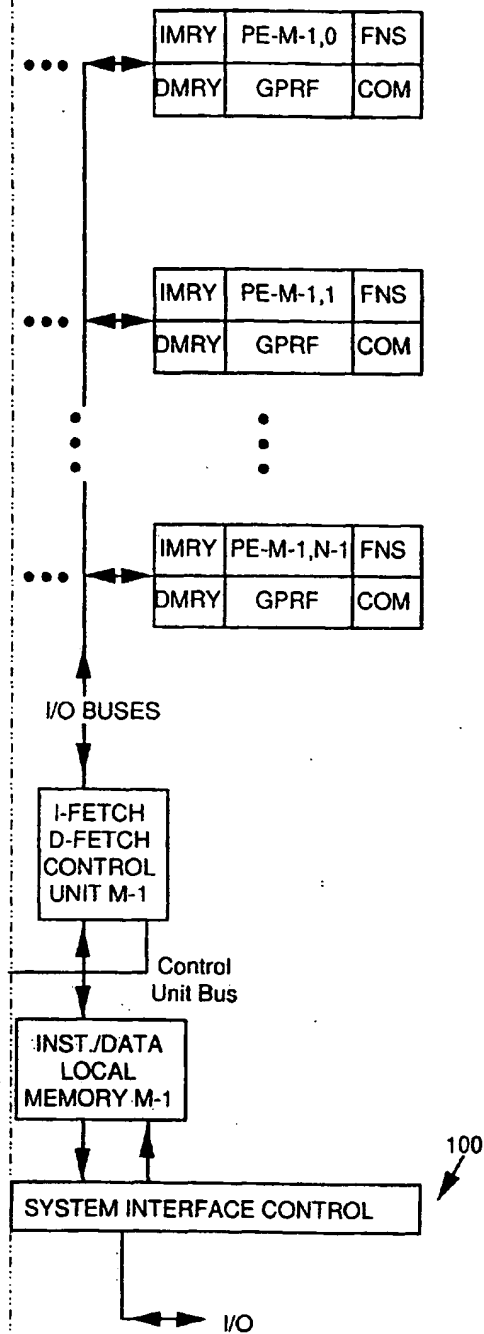 IMRY PE-M-1,0 FNS
DMRY GPRF COM
IMRY PE-M-1,1 FNS
DMRY GPRF COM
IMRY PE-M-1,N-1 FNS
DMRY GPRF COM
I/O BUSES
I-FETCH
D-FETCH
CONTROL
UNIT M-1
Control
Unit Bus
INST./DATA
LOCAL
MEMORY M-1
100
SYSTEM INTERFACE CONTROL
I/O